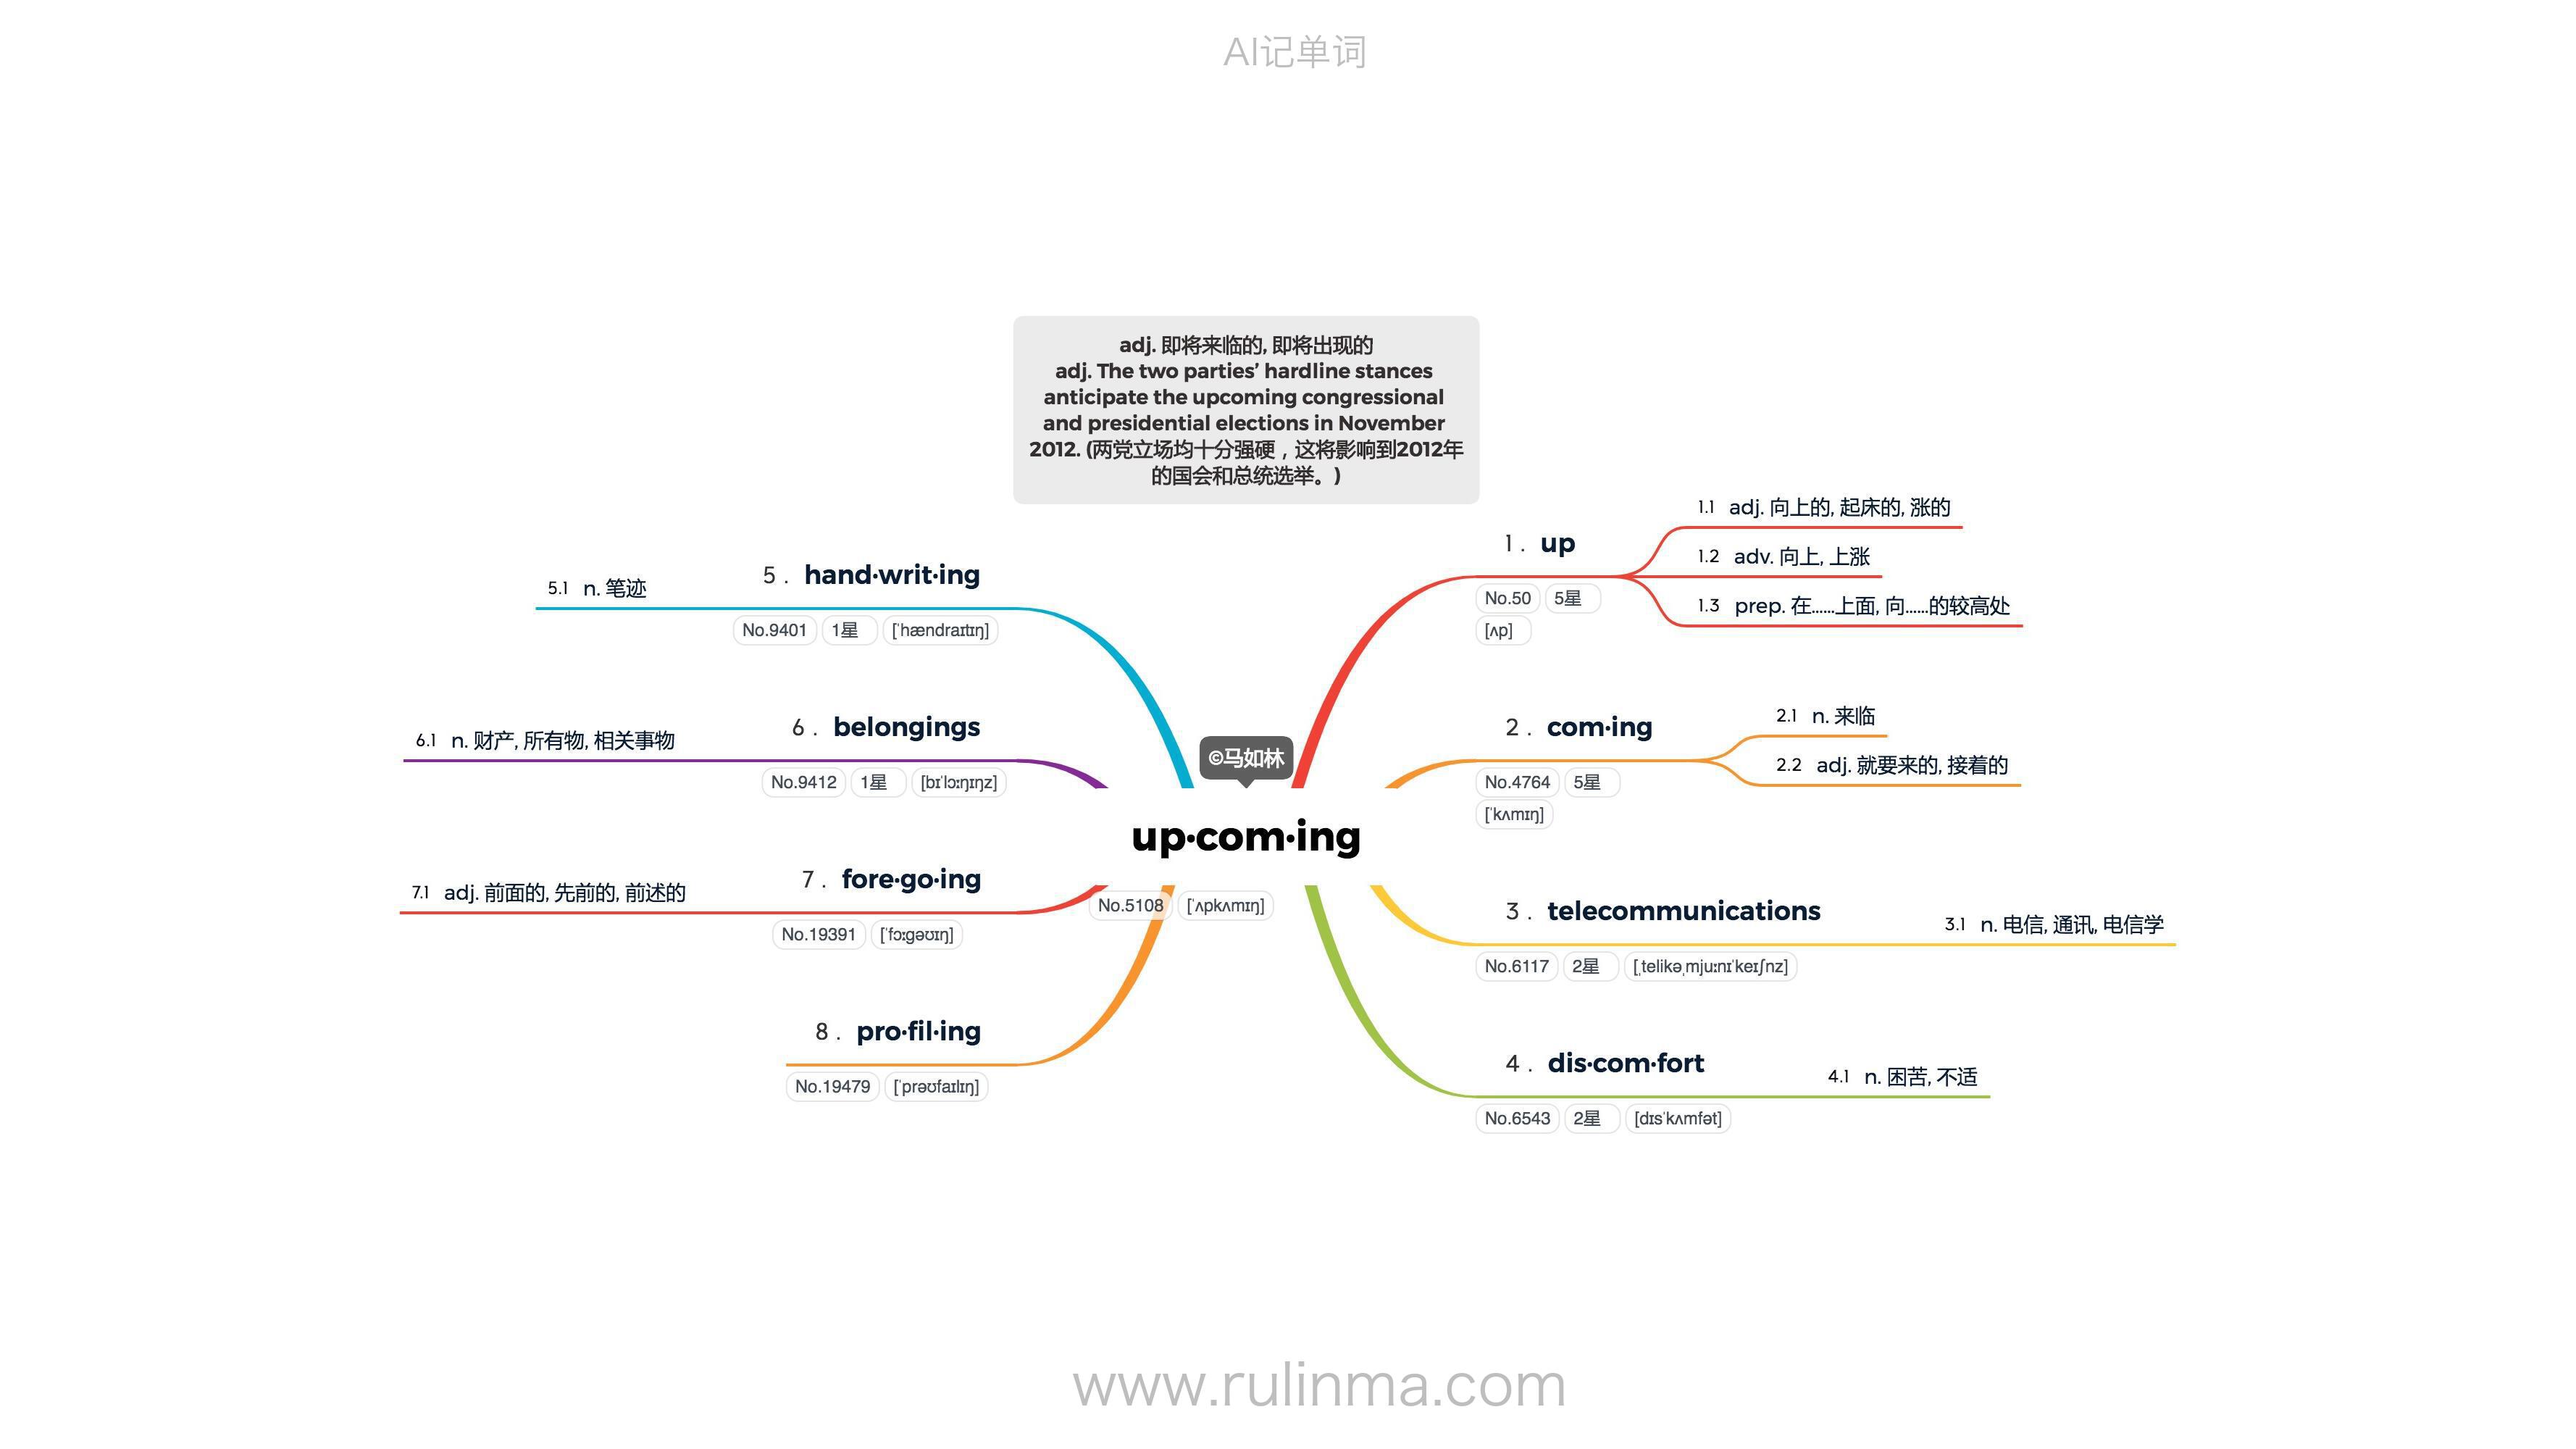 AI记单词
adj. 即将来临的, 即将出现的
adj. The two parties’ hardline stances
anticipate the upcoming congressional
and presidential elections in November
2012. (两党立场均十分强硬，这将影响到2012年
的国会和总统选举。)
©马如林
up·com·ing
No.5108 [ˈʌpkʌmɪŋ]
1 . up
No.50 5星
[ʌp]
1.1 adj. 向上的, 起床的, 涨的
1.2 adv. 向上, 上涨
1.3 prep. 在……上面, 向……的较高处
2 . com·ing
No.4764 5星
[ˈkʌmɪŋ]
2.1 n. 来临
2.2 adj. 就要来的, 接着的
3 . telecommunications
No.6117 2星 [ˌtelikəˌmjuːnɪˈkeɪʃnz]
3.1 n. 电信, 通讯, 电信学
4 . dis·com·fort
No.6543 2星 [dɪsˈkʌmfət]
4.1 n. 困苦, 不适
5 . hand·writ·ing
No.9401 1星 [ˈhændraɪtɪŋ]
5.1 n. 笔迹
6 . belongings
No.9412 1星 [bɪˈlɔːŋɪŋz]
6.1 n. 财产, 所有物, 相关事物
7 . fore·go·ing
No.19391 [ˈfɔːɡəʊɪŋ]
7.1 adj. 前面的, 先前的, 前述的
8 . pro·fil·ing
No.19479 [ˈprəʊfaɪlɪŋ]
www.rulinma.com